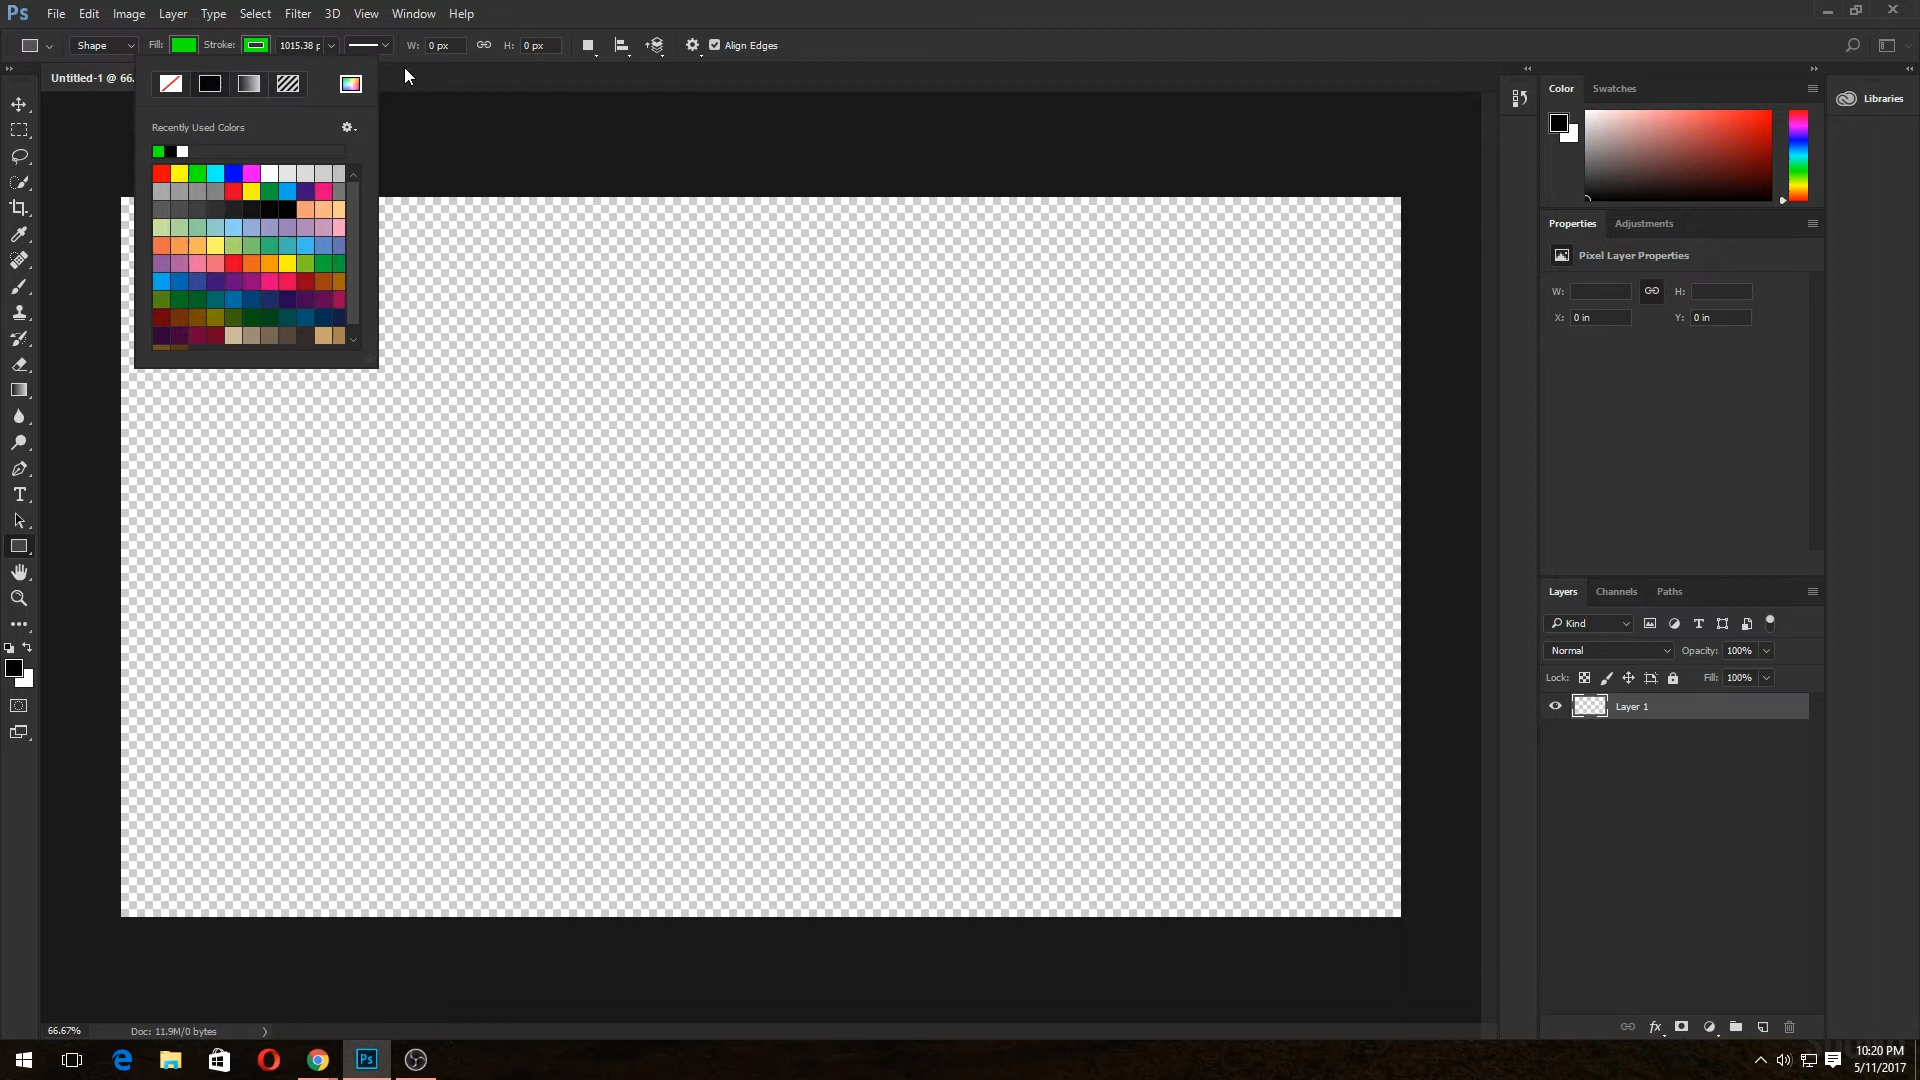 Ps File Edit Image Layer Type Select Filter 3D View Window Help
Shape Fill: Stroke: 1015.38 p W: 0 px H: 0 px Align Edges
Untitled-1 @ 66.
Recently Used Colors
Color Swatches
Libraries
Properties Adjustments
Pixel Layer Properties
W: H:
X: 0 in Y: 0 in
Layers Channels Paths
Kind
Normal Opacity: 100%
Lock: Fill: 100%
Layer 1
T
66.67% Doc: 11.9M/0 bytes
fx
Ps
10:20 PM
5/11/2017